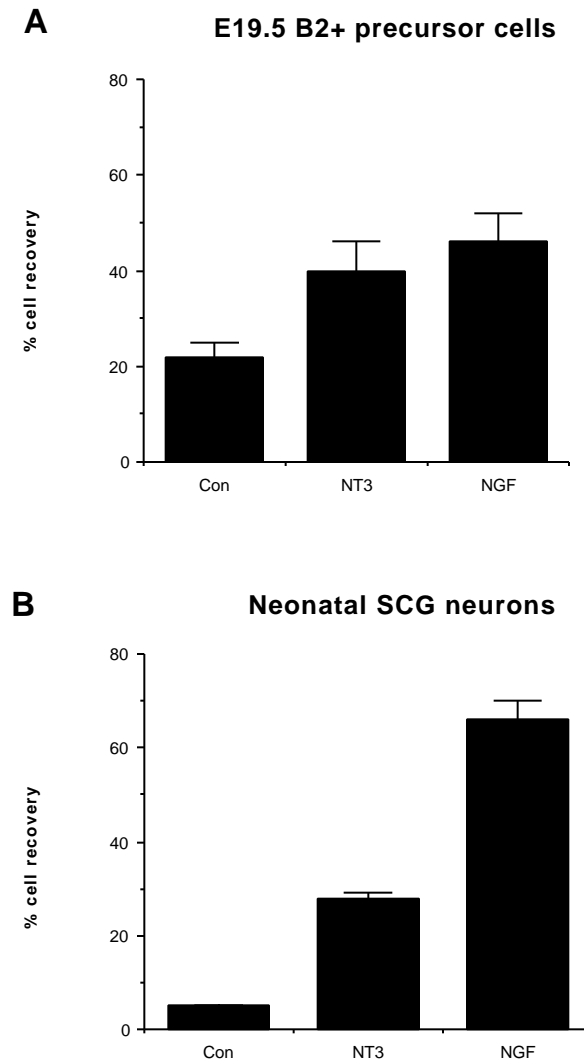 A
E19.5 B2+ precursor cells
80
60
40
20
0
% cell recovery
Con NT3 NGF
B
Neonatal SCG neurons
80
60
40
20
0
% cell recovery
Con NT3 NGF